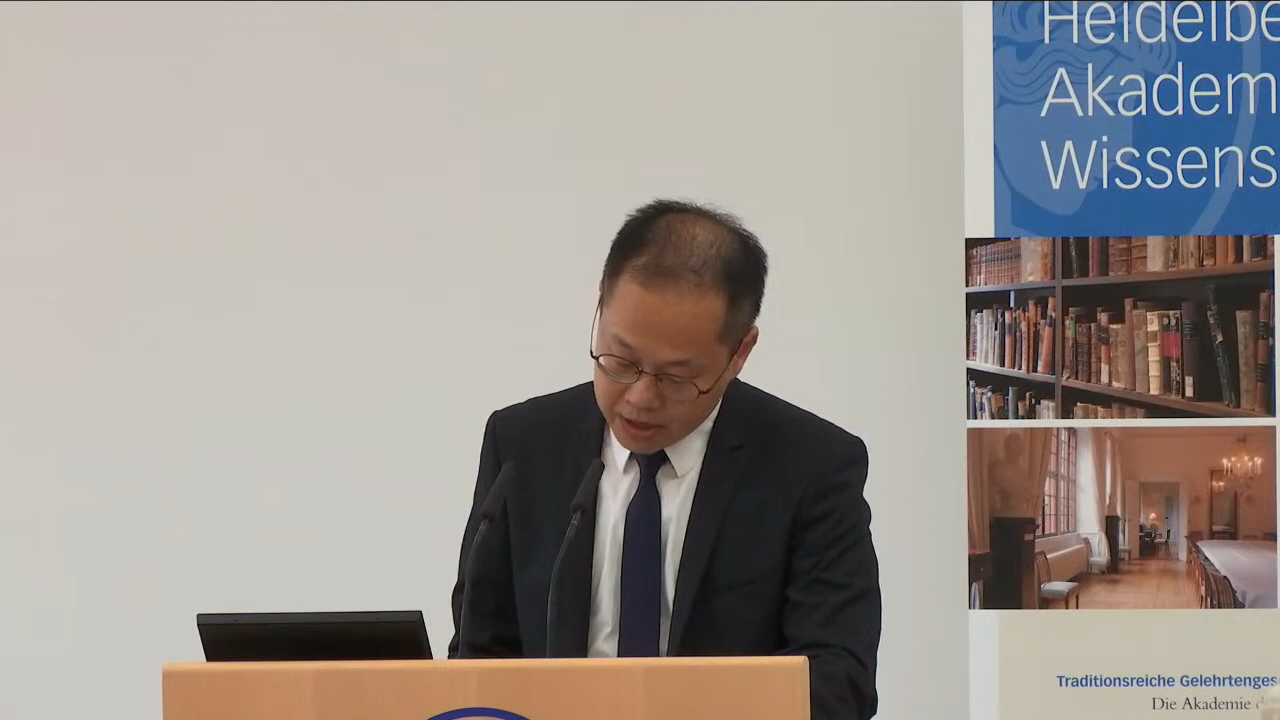 Heidelbe
Akadem
Wissens
Traditionsreiche Gelehrtenges
Die Akademie d